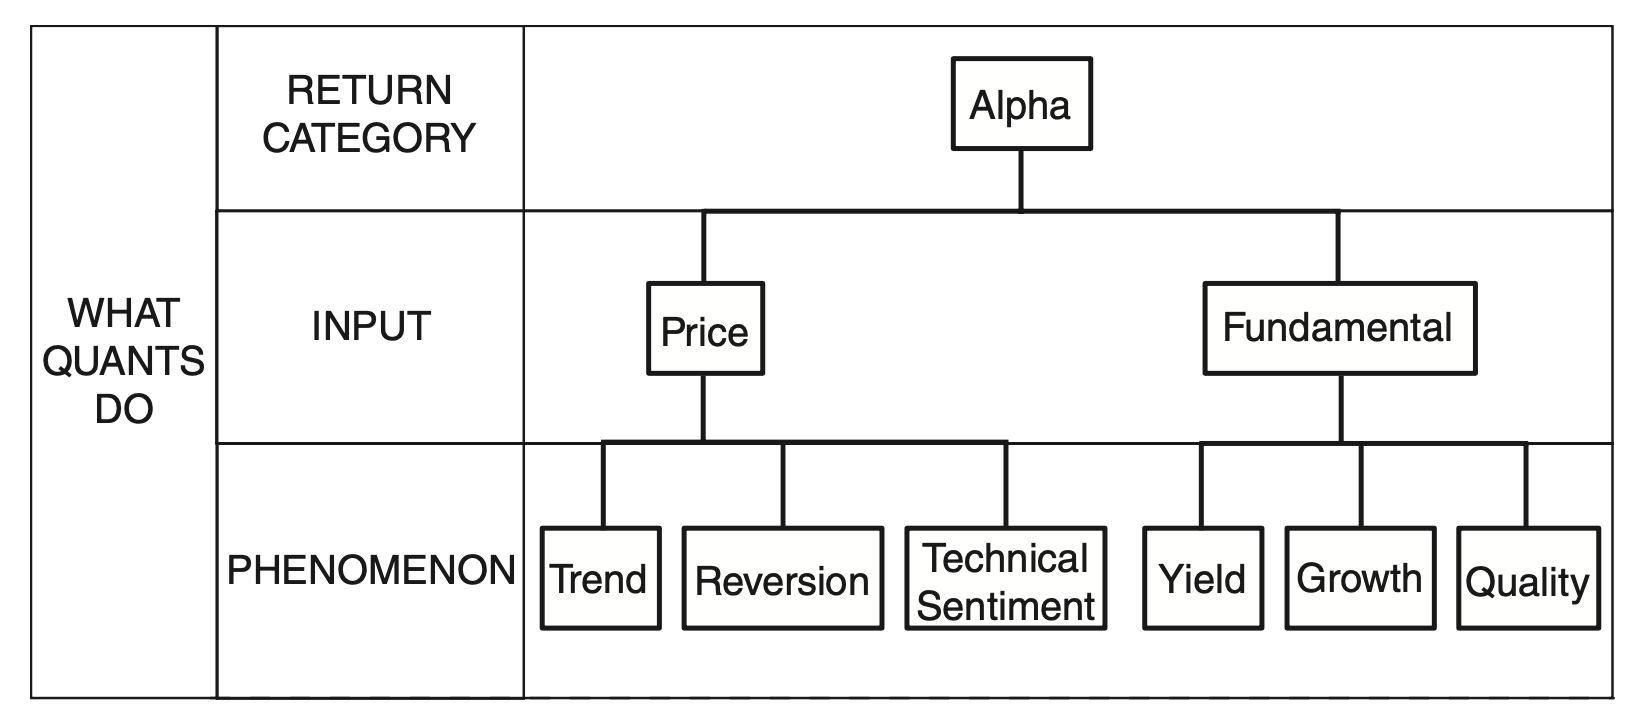 WHAT
QUANTS
DO
RETURN
CATEGORY
Alpha
INPUT
Price
Fundamental
PHENOMENON
Trend
Reversion
Technical
Sentiment
Yield
Growth
Quality